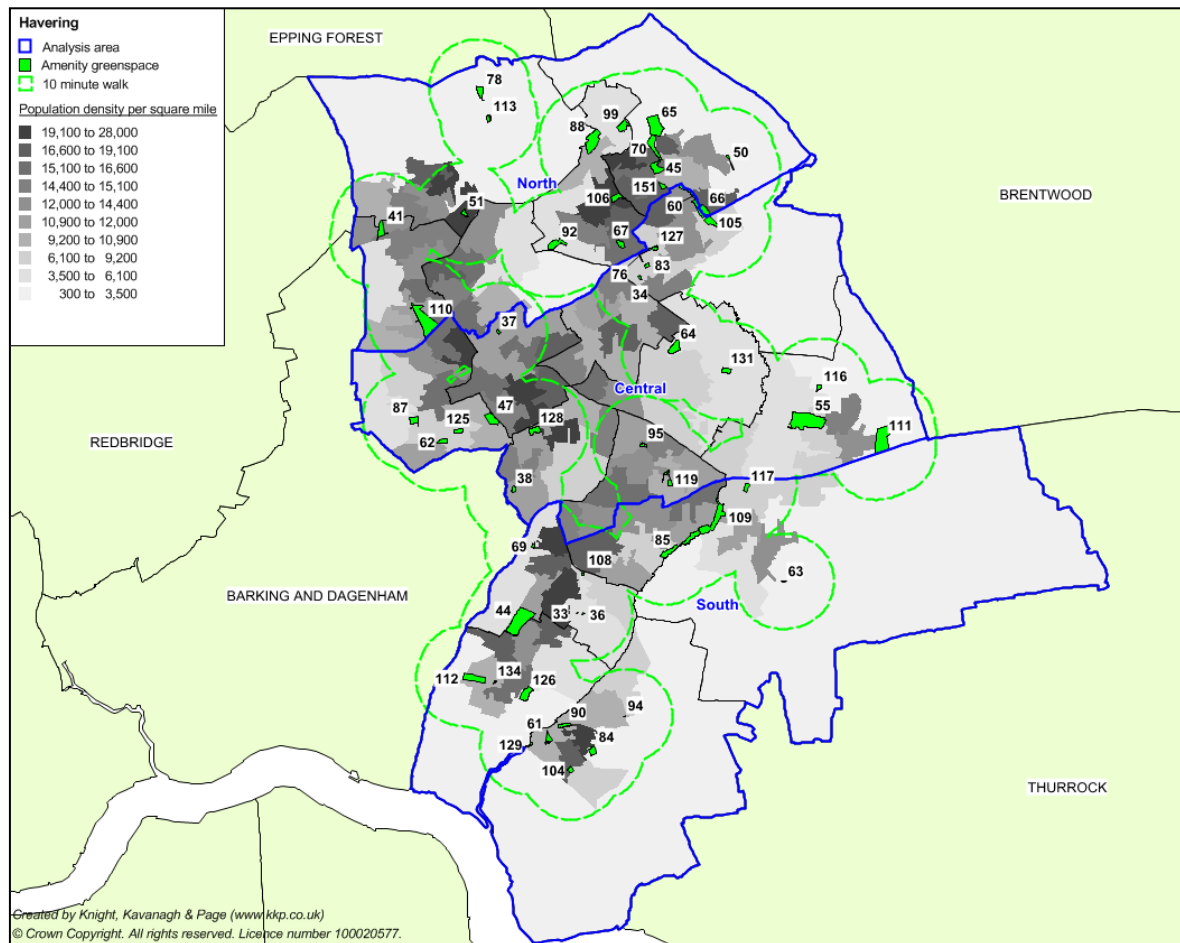 Havering
Analysis area
Amenity greenspace
10 minute walk
Population density per square mile
19,100 to 28,000
16,600 to 19,100
15,100 to 16,600
14,400 to 15,100
12,000 to 14,400
10,900 to 12,000
9,200 to 10,900
6,100 to 9,200
3,500 to 6,100
300 to 3,500
EPPING FOREST
78
113
99
65
88
70
50
45
North
151
BRENTWOOD
51
106
60
66
41
105
92
67
127
83
76
34
110
37
64
131
116
Central
55
87
47
125
128
111
REDBRIDGE
62
95
38
119
117
109
69
85
108
63
BARKING AND DAGENHAM
44
33
36
South
112
134
126
94
90
61
84
129
104
THURROCK
Created by Knight, Kavanagh & Page (www.kkp.co.uk)
© Crown Copyright. All rights reserved. Licence number 100020577.